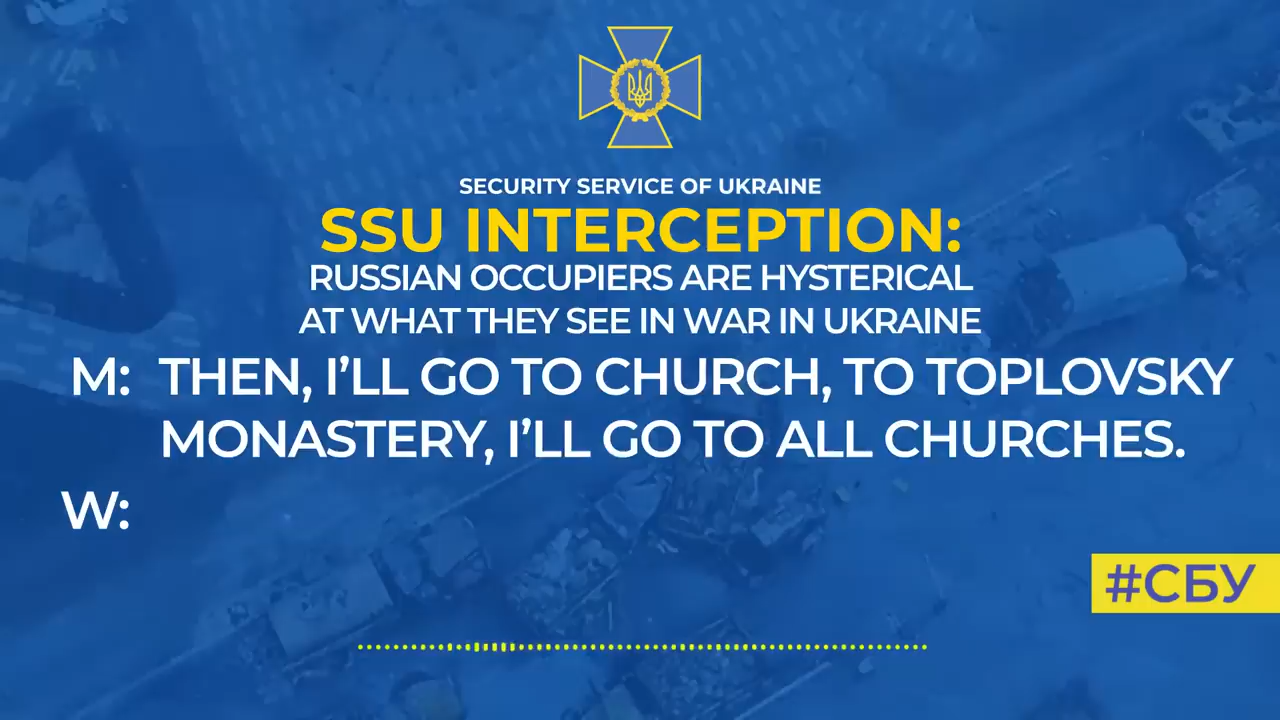 SECURITY SERVICE OF UKRAINE
SSU INTERCEPTION:
RUSSIAN OCCUPIERS ARE HYSTERICAL
AT WHAT THEY SEE IN WAR IN UKRAINE
M: THEN, I’LL GO TO CHURCH, TO TOPLOVSKY
MONASTERY, I’LL GO TO ALL CHURCHES.
W:
#СБУ